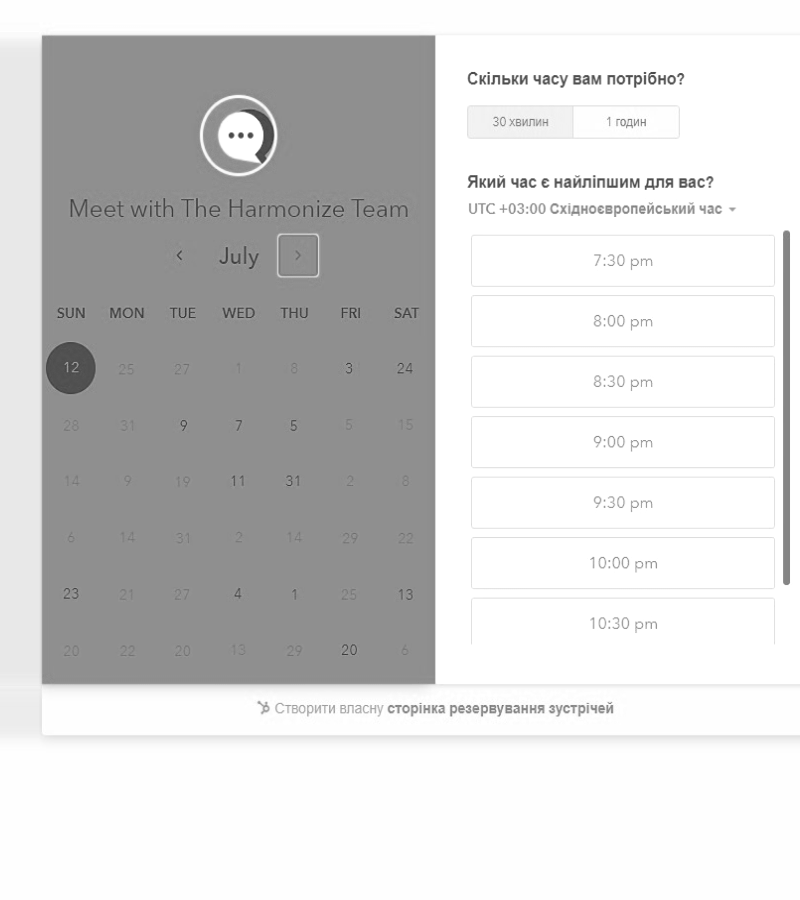 Meet with The Harmonize Team
July
SUN MON TUE WED THU FRI SAT
12 25 27 1 8 3 24
28 31 9 7 5 5 15
14 9 19 11 31 2 8
6 14 31 2 14 29 22
23 21 27 4 1 25 13
20 22 20 13 29 20 6
Скільки часу вам потрібно?
30 хвилин 1 годин
Який час є найліпшим для вас?
UTC +03:00 Східноєвропейський час
7:30 pm
8:00 pm
8:30 pm
9:00 pm
9:30 pm
10:00 pm
10:30 pm
Створити власну сторінка резервування зустрічей